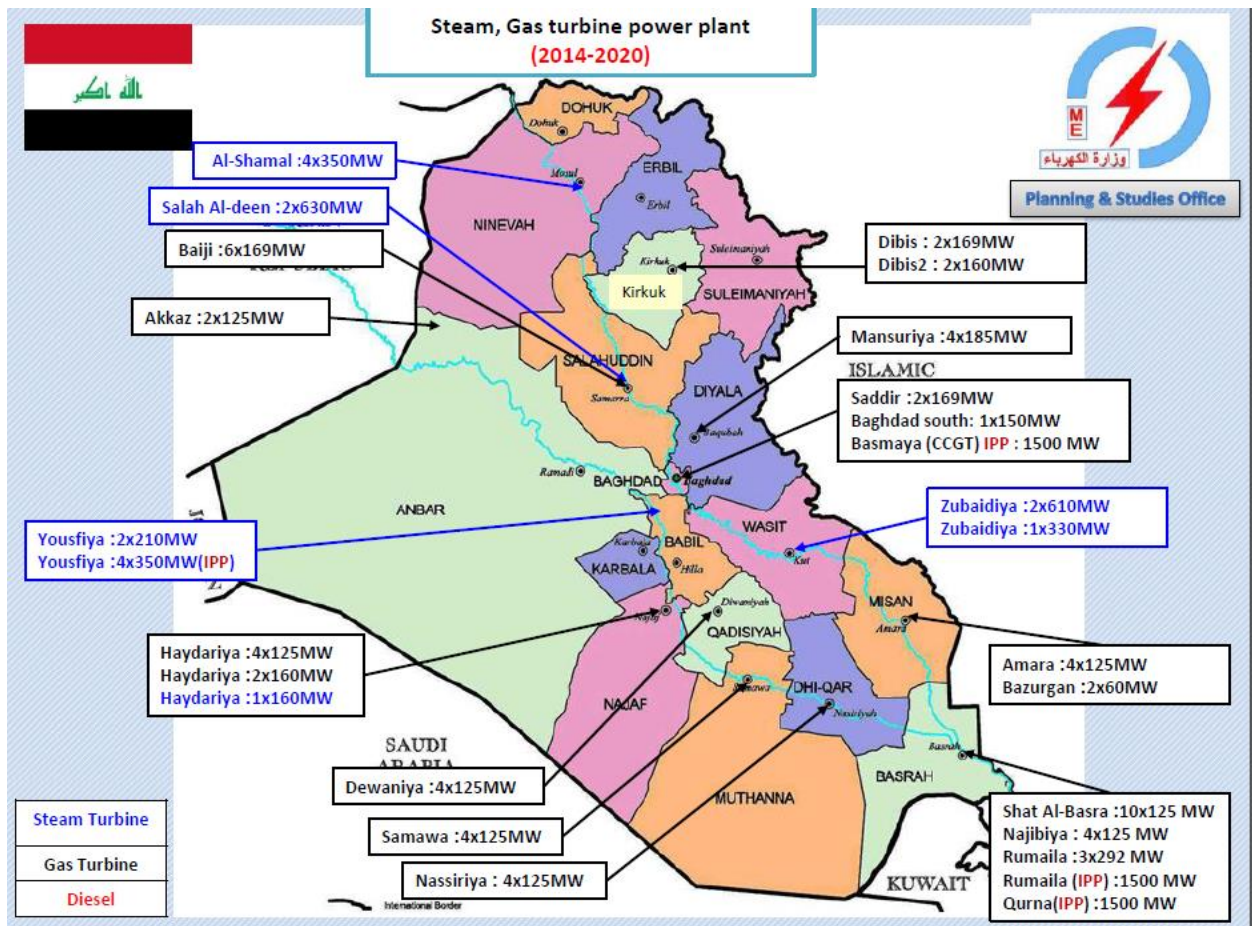 Steam, Gas turbine power plant
(2014-2020)
الله اكبر
M
E
وزارة الكهرباء
Planning & Studies Office
Al-Shamal :4x350MW
Salah Al-deen :2x630MW
Baiji :6x169MW
Akkaz :2x125MW
Dibis : 2x169MW
Dibis2 : 2x160MW
Mansuriya :4x185MW
ISLAMIC
Saddir :2x169MW
Baghdad south: 1x150MW
Basmaya (CCGT) IPP : 1500 MW
Zubaidiya :2x610MW
Zubaidiya :1x330MW
Yousfiya :2x210MW
Yousfiya :4x350MW(IPP)
Haydariya :4x125MW
Haydariya :2x160MW
Haydariya :1x160MW
Amara :4x125MW
Bazurgan :2x60MW
Dewaniya :4x125MW
Samawa :4x125MW
Nassiriya : 4x125MW
Shat Al-Basra :10x125 MW
Najibiya : 4x125 MW
Rumaila :3x292 MW
Rumaila (IPP) :1500 MW
Qurna(IPP) :1500 MW
DOHUK
Dohuk
Mosul
ERBIL
Erbil
NINEVAH
Kirkuk
Kirkuk
Suleimaniyah
SULEIMANIYAH
SALAHUDDIN
Samarra
DIYALA
Baqubah
Ramadi
BAGHDAD
Baghdad
ANBAR
WASIT
Kut
BABIL
Hilla
Karbala
KARBALA
Najaf
NAJAF
Diwaniyah
QADISIYAH
MISAN
Amara
Samawa
DHI-QAR
Nasiriyah
MUTHANNA
Basrah
BASRAH
SAUDI
ARABIA
KUWAIT
Steam Turbine
Gas Turbine
Diesel
International Border